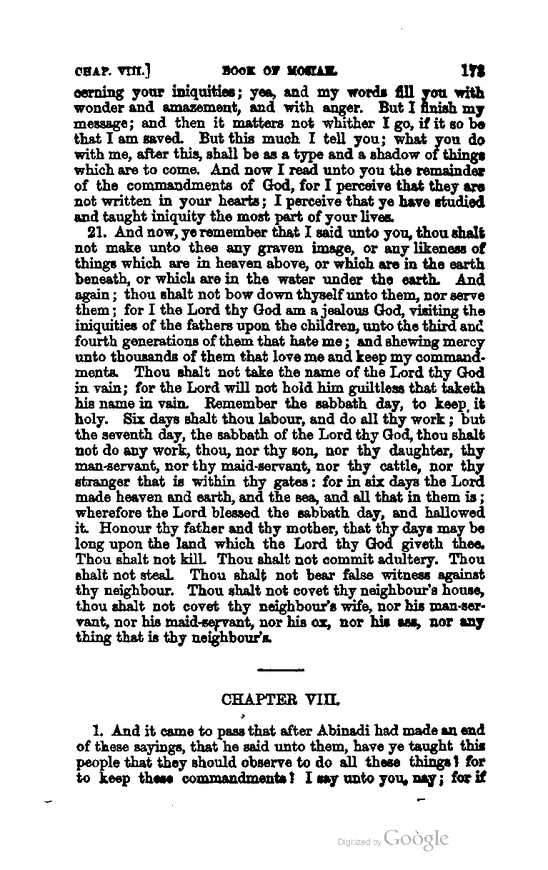 CHAP. VIII.] BOOK OF MOSIAH. 173
cerning your iniquities; yea, and my words fill you with
wonder and amazement, and with anger. But I finish my
message; and then it matters not whither I go, if it so be
that I am saved. But this much I tell you; what you do
with me, after this, shall be as a type and a shadow of things
which are to come. And now I read unto you the remainder
of the commandments of God, for I perceive that they are
not written in your hearts; I perceive that ye have studied
and taught iniquity the most part of your lives.
21. And now, ye remember that I said unto you, thou shalt
not make unto thee any graven image, or any likeness of
things which are in heaven above, or which are in the earth
beneath, or which are in the water under the earth. And
again; thou shalt not bow down thyself unto them, nor serve
them; for I the Lord thy God am a jealous God, visiting the
iniquities of the fathers upon the children, unto the third and
fourth generations of them that hate me; and shewing mercy
unto thousands of them that love me and keep my command-
ments. Thou shalt not take the name of the Lord thy God
in vain; for the Lord will not hold him guiltless that taketh
his name in vain. Remember the sabbath day, to keep it
holy. Six days shalt thou labour, and do all thy work; but
the seventh day, the sabbath of the Lord thy God, thou shalt
not do any work, thou, nor thy son, nor thy daughter, thy
man-servant, nor thy maid-servant, nor thy cattle, nor thy
stranger that is within thy gates: for in six days the Lord
made heaven and earth, and the sea, and all that in them is;
wherefore the Lord blessed the sabbath day, and hallowed
it. Honour thy father and thy mother, that thy days may be
long upon the land which the Lord thy God giveth thee.
Thou shalt not kill. Thou shalt not commit adultery. Thou
shalt not steal. Thou shalt not bear false witness against
thy neighbour. Thou shalt not covet thy neighbour's house,
thou shalt not covet thy neighbour's wife, nor his man-ser-
vant, nor his maid-servant, nor his ox, nor his ass, nor any
thing that is thy neighbour's.
CHAPTER VIII.
1. And it came to pass that after Abinadi had made an end
of these sayings, that he said unto them, have ye taught this
people that they should observe to do all these things? for
to keep these commandments? I say unto you, nay; for if
Digitized by Google